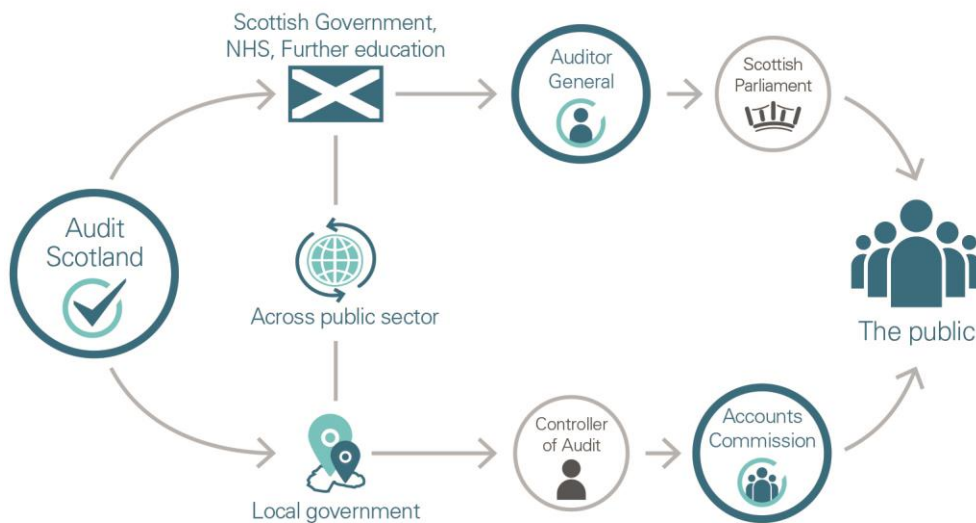 Scottish Government,
NHS, Further education
Auditor
General
Scottish
Parliament
Audit
Scotland
Across public sector
The public
Controller
of Audit
Accounts
Commission
Local government